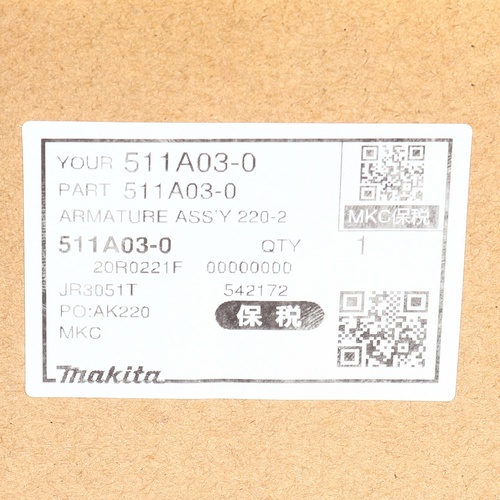 YOUR 511A03-0
PART 511A03-0
MKC保税
ARMATURE ASS'Y 220-2
511A03-0 QTY 1
20R0221F 00000000
JR3051T 542172
PO:AK220 保税
MKC
makita